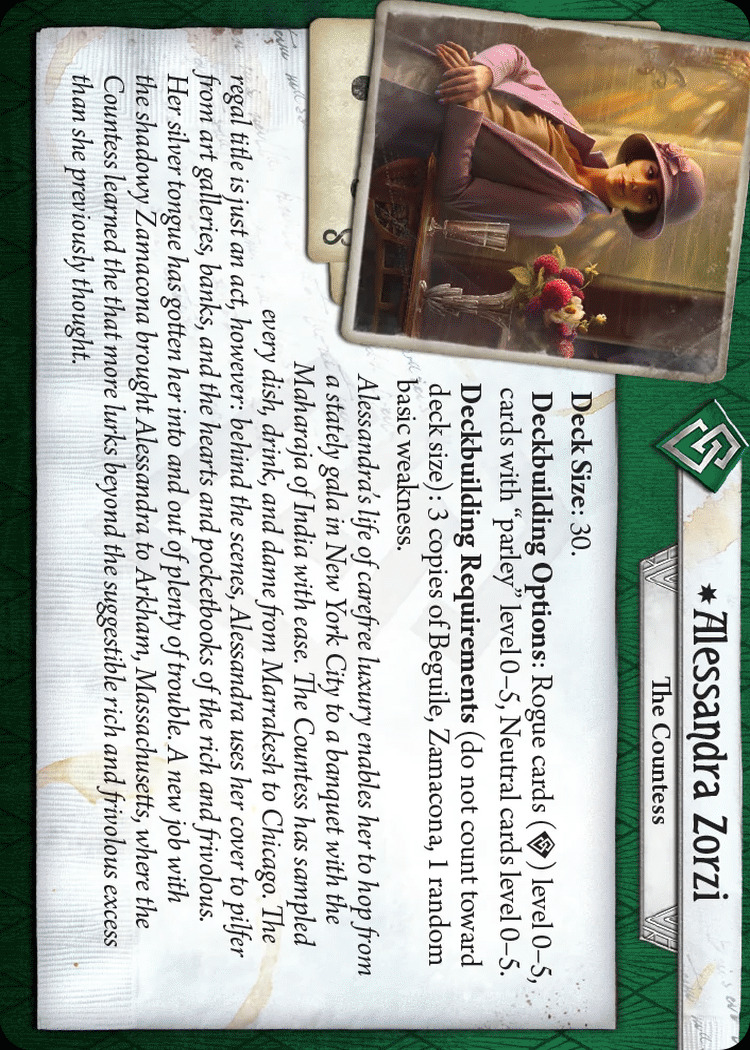 Alessandra Zorzi
The Countess
Deck Size: 30.
Deckbuilding Options: Rogue cards () level 0–5,
cards with “parley” level 0–5, Neutral cards level 0–5.
Deckbuilding Requirements (do not count toward
deck size): 3 copies of Beguile, Zamacona, 1 random
basic weakness.
Alessandra’s life of carefree luxury enables her to hop from
a stately gala in New York City to a banquet with the
Maharaja of India with ease. The Countess has sampled
every dish, drink, and dame from Marrakesh to Chicago. The
regal title is just an act, however: behind the scenes, Alessandra uses her cover to pilfer
from art galleries, banks, and the hearts and pocketbooks of the rich and frivolous.
Her silver tongue has gotten her into and out of plenty of trouble. A new job with
the shadowy Zamacona brought Alessandra to Arkham, Massachusetts, where the
Countess learned the that more lurks beyond the suggestible rich and frivolous excess
than she previously thought.